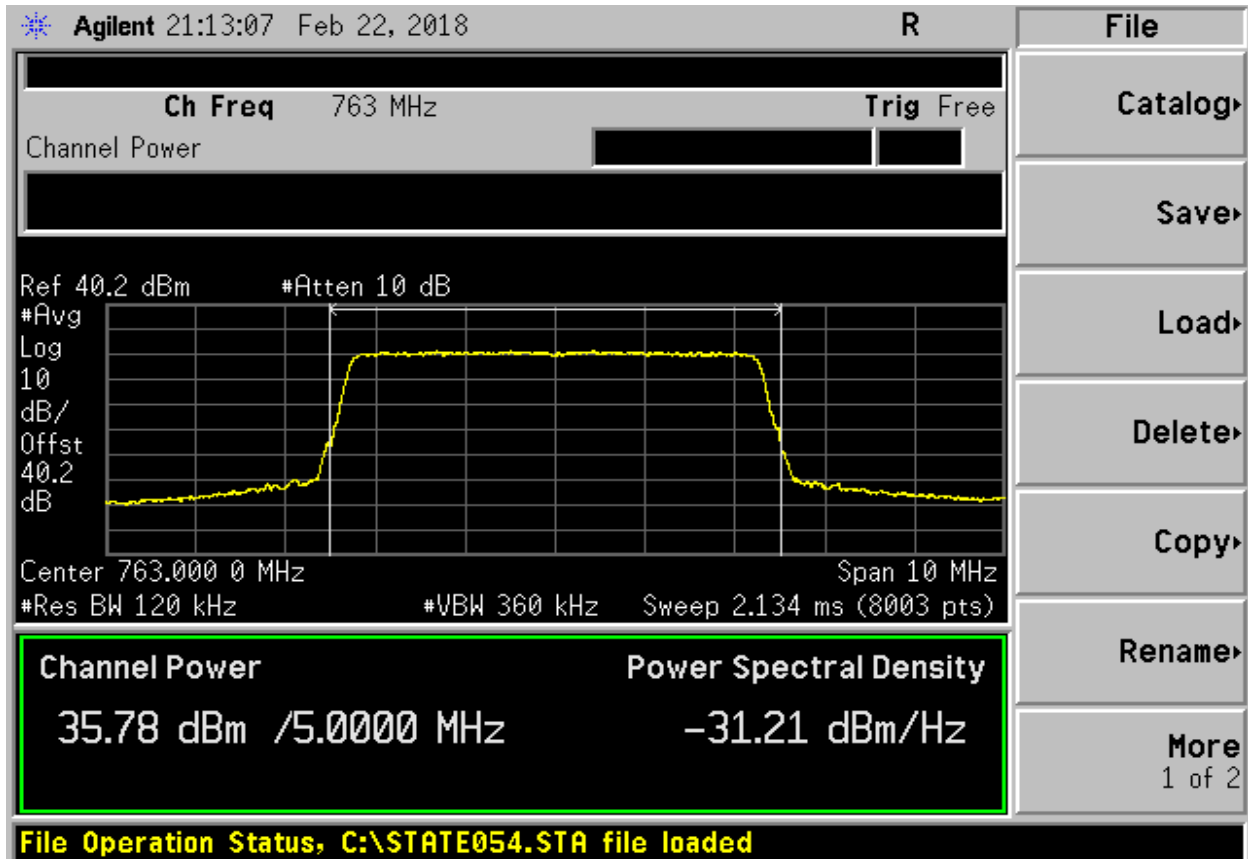 Agilent 21:13:07 Feb 22, 2018 R File
Ch Freq 763 MHz Trig Free
Channel Power
Catalog
Save
Ref 40.2 dBm #Atten 10 dB
#Avg
Log
10
dB/
Offst
40.2
dB
Load
Delete
Center 763.000 0 MHz Span 10 MHz
#Res BW 120 kHz #VBW 360 kHz Sweep 2.134 ms (8003 pts)
Copy
Channel Power Power Spectral Density
35.78 dBm /5.0000 MHz -31.21 dBm/Hz
Rename
More
1 of 2
File Operation Status, C:\STATE054.STA file loaded